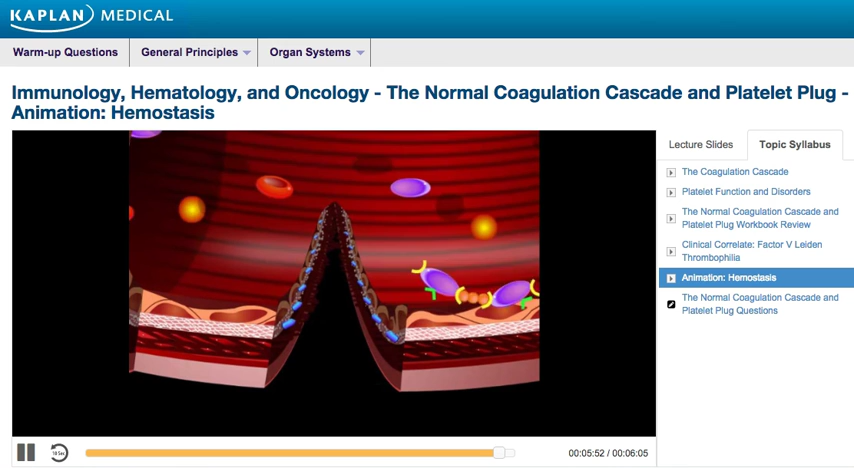 KAPLAN MEDICAL
Warm-up Questions General Principles Organ Systems
Immunology, Hematology, and Oncology - The Normal Coagulation Cascade and Platelet Plug -
Animation: Hemostasis
Lecture Slides Topic Syllabus
The Coagulation Cascade
Platelet Function and Disorders
The Normal Coagulation Cascade and
Platelet Plug Workbook Review
Clinical Correlate: Factor V Leiden
Thrombophilia
Animation: Hemostasis
The Normal Coagulation Cascade and
Platelet Plug Questions
10 Sec
00:05:52 / 00:06:05